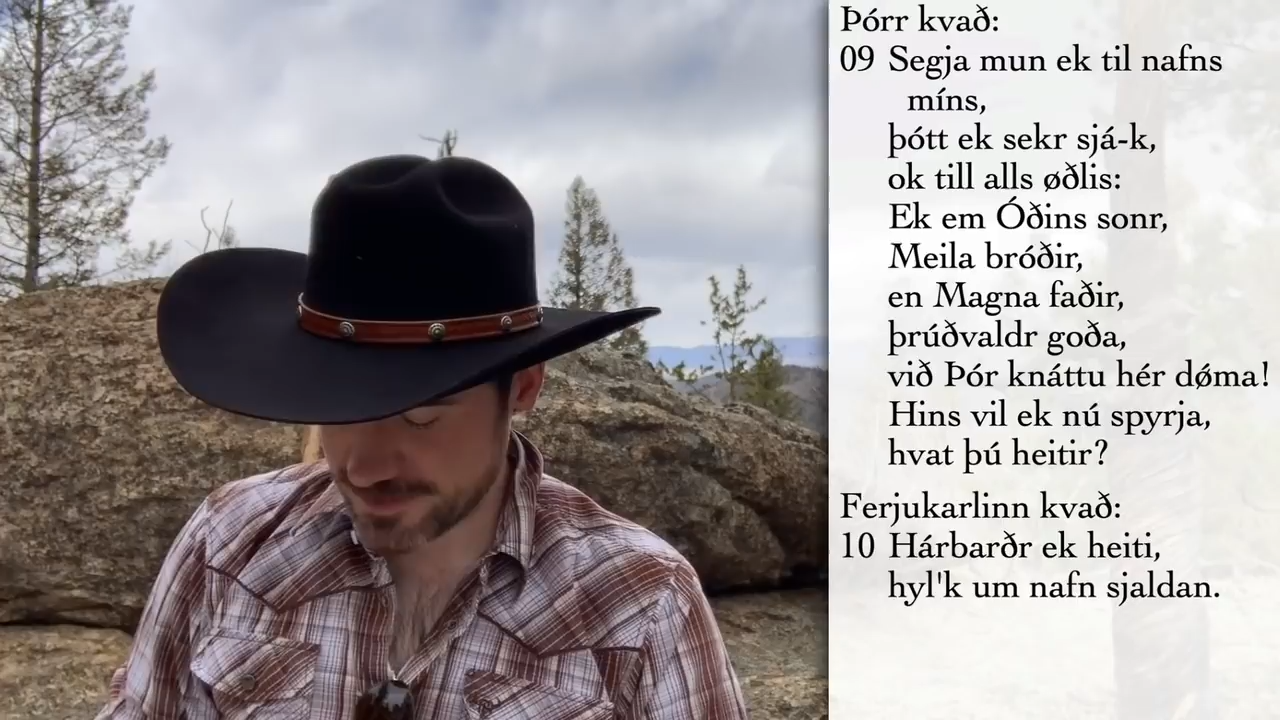 Þórr kvað:
09 Segja mun ek til nafns
míns,
þótt ek sekr sjá-k,
ok till alls øðlis:
Ek em Óðins sonr,
Meila bróðir,
en Magna faðir,
þrúðvaldr goða,
við Þór knáttu hér dǿma!
Hins vil ek nú spyrja,
hvat þú heitir?
Ferjukarlinn kvað:
10 Hárbarðr ek heiti,
hyl'k um nafn sjaldan.